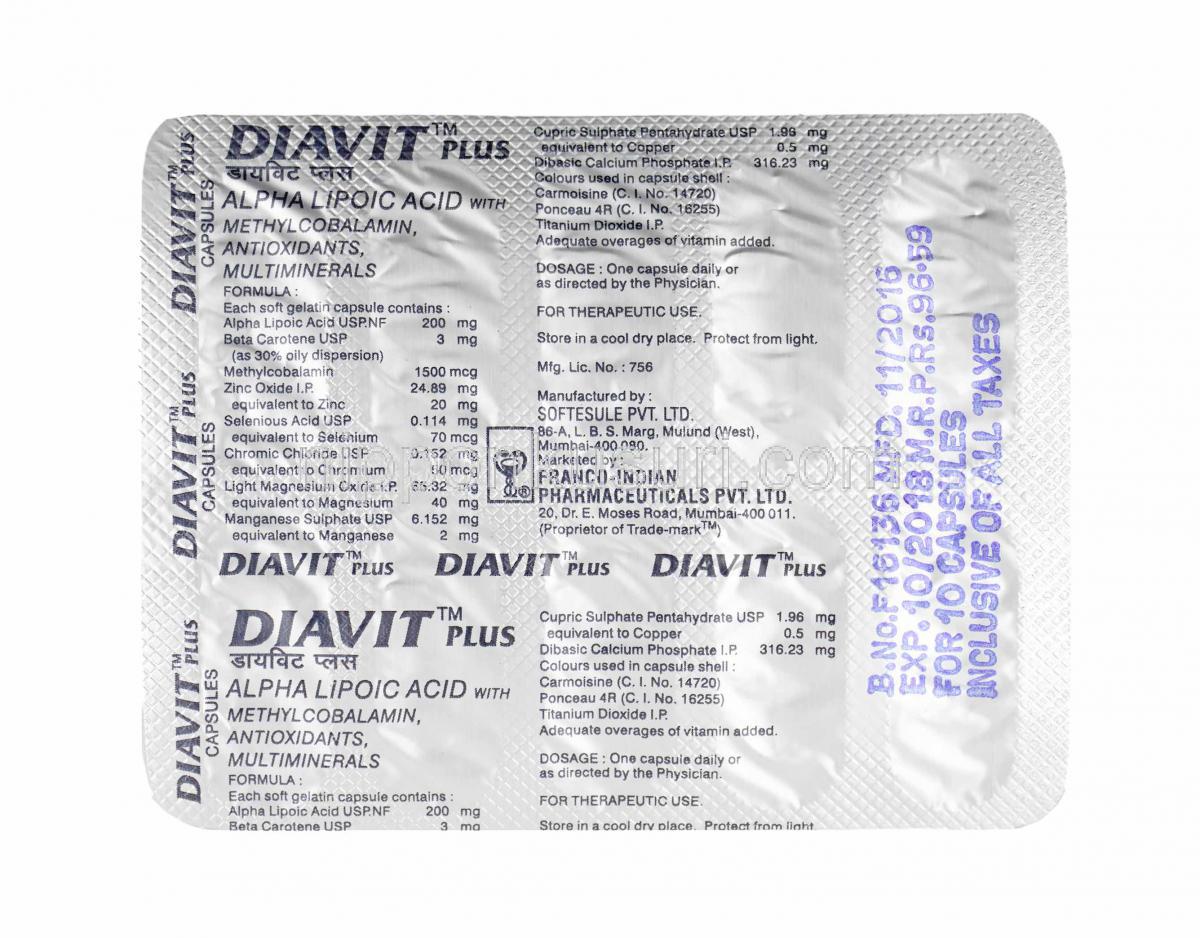 DIAVIT™ PLUS
डायविट प्लस
ALPHA LIPOIC ACID WITH
METHYLCOBALAMIN,
ANTIOXIDANTS,
MULTIMINERALS
FORMULA :
Each soft gelatin capsule contains :
Alpha Lipoic Acid USP.NF 200 mg
Beta Carotene USP 3 mg
(as 30% oily dispersion)
Methylcobalamin 1500 mcg
Zinc Oxide I.P. 24.89 mg
equivalent to Zinc 20 mg
Selenious Acid USP 0.114 mg
equivalent to Selenium 70 mcg
Chromic Chloride USP 0.152 mg
equivalent to Chromium mcg
Light Magnesium Oxide I.P. mg
equivalent to Magnesium 40 mg
Manganese Sulphate USP 6.152 mg
equivalent to Manganese 2 mg
Cupric Sulphate Pentahydrate USP 1.96 mg
equivalent to Copper 0.5 mg
Dibasic Calcium Phosphate I.P. 316.23 mg
Colours used in capsule shell :
Carmoisine (C. I. No. 14720)
Ponceau 4R (C. I. No. 16255)
Titanium Dioxide I.P.
Adequate overages of vitamin added.
DOSAGE : One capsule daily or
as directed by the Physician.
FOR THERAPEUTIC USE.
Store in a cool dry place. Protect from light.
Mfg. Lic. No. : 756
Manufactured by :
SOFTESULE PVT. LTD.
86-A, L. B. S. Marg, Mulund (West),
Mumbai-400 080.
Marketed by :
FRANCO-INDIAN
PHARMACEUTICALS PVT. LTD.
20, Dr. E. Moses Road, Mumbai-400 011.
(Proprietor of Trade-mark™)
DIAVIT™ PLUS DIAVIT™ PLUS DIAVIT™ PLUS
DIAVIT™ PLUS
डायविट प्लस
ALPHA LIPOIC ACID WITH
METHYLCOBALAMIN,
ANTIOXIDANTS,
MULTIMINERALS
FORMULA :
Each soft gelatin capsule contains :
Alpha Lipoic Acid USP.NF 200 mg
Beta Carotene USP 3 mg
Cupric Sulphate Pentahydrate USP 1.96 mg
equivalent to Copper 0.5 mg
Dibasic Calcium Phosphate I.P. 316.23 mg
Colours used in capsule shell :
Carmoisine (C. I. No. 14720)
Ponceau 4R (C. I. No. 16255)
Titanium Dioxide I.P.
Adequate overages of vitamin added.
DOSAGE : One capsule daily or
as directed by the Physician.
FOR THERAPEUTIC USE.
Store in a cool dry place. Protect from light
DIAVIT™ PLUS
CAPSULES
DIAVIT™ PLUS
CAPSULES
DIAVIT™ PLUS
CAPSULES
B.No.F16136 MFD. 11/2016
EXP. 10/2018 M.R.P.Rs.96.59
FOR 10 CAPSULES
INCLUSIVE OF ALL TAXES